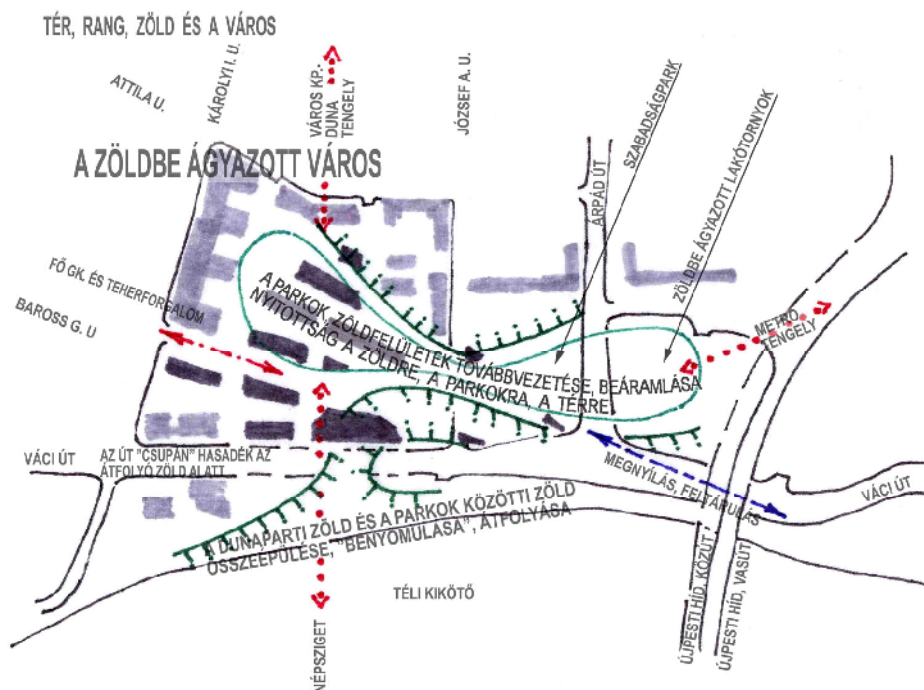 TÉR, RANG, ZÖLD ÉS A VÁROS
ATTILA U.
KÁROLYI I. U.
VÁROS KP.-
DUNA
TENGELY
JÓZSEF A. U.
SZABADSÁGPARK
A ZÖLDBE ÁGYAZOTT VÁROS
ÁRPÁD ÚT
ZÖLDBE ÁGYAZOTT LAKÓTORNYOK
FŐ GK. ÉS TEHERFORGALOM
BAROSS G. U
METRÓ
TENGELY
A PARKOK, ZÖLDFELÜLETEK TOVÁBBVEZETÉSE, BEÁRAMLÁSA
NYITOTTSÁG A ZÖLDRE, A PARKOKRA, A TÉRRE
VÁCI ÚT
AZ ÚT "CSUPÁN" HASADÉK AZ
ÁTFOLYÓ ZÖLD ALATT
MEGNYÍLÁS, FELTÁRULÁS
VÁCI ÚT
A DUNAPARTI ZÖLD ÉS A PARKOK KÖZÖTTI ZÖLD
ÖSSZEÉPÜLÉSE, "BENYOMULÁSA", ÁTFOLYÁSA
TÉLI KIKÖTŐ
NÉPSZIGET
ÚJPESTI HÍD, KÖZÚT
ÚJPESTI HÍD, VASÚT